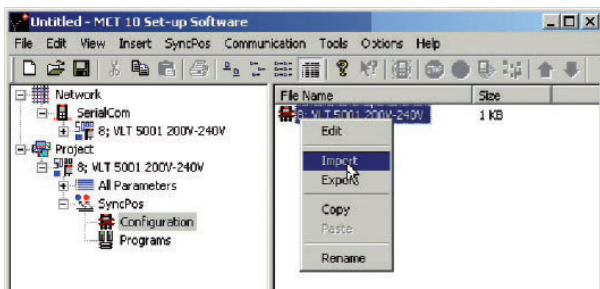 Untitled - MCT 10 Set-up Software
File Edit View Insert SyncPos Communication Tools Options Help
Network
SerialCom
8; VLT 5001 200V-240V
Project
8; VLT 5001 200V-240V
All Parameters
SyncPos
Configuration
Programs
File Name Size
8; VLT 5001 200V-240V 1 KB
Edit
Import
Export
Copy
Paste
Rename